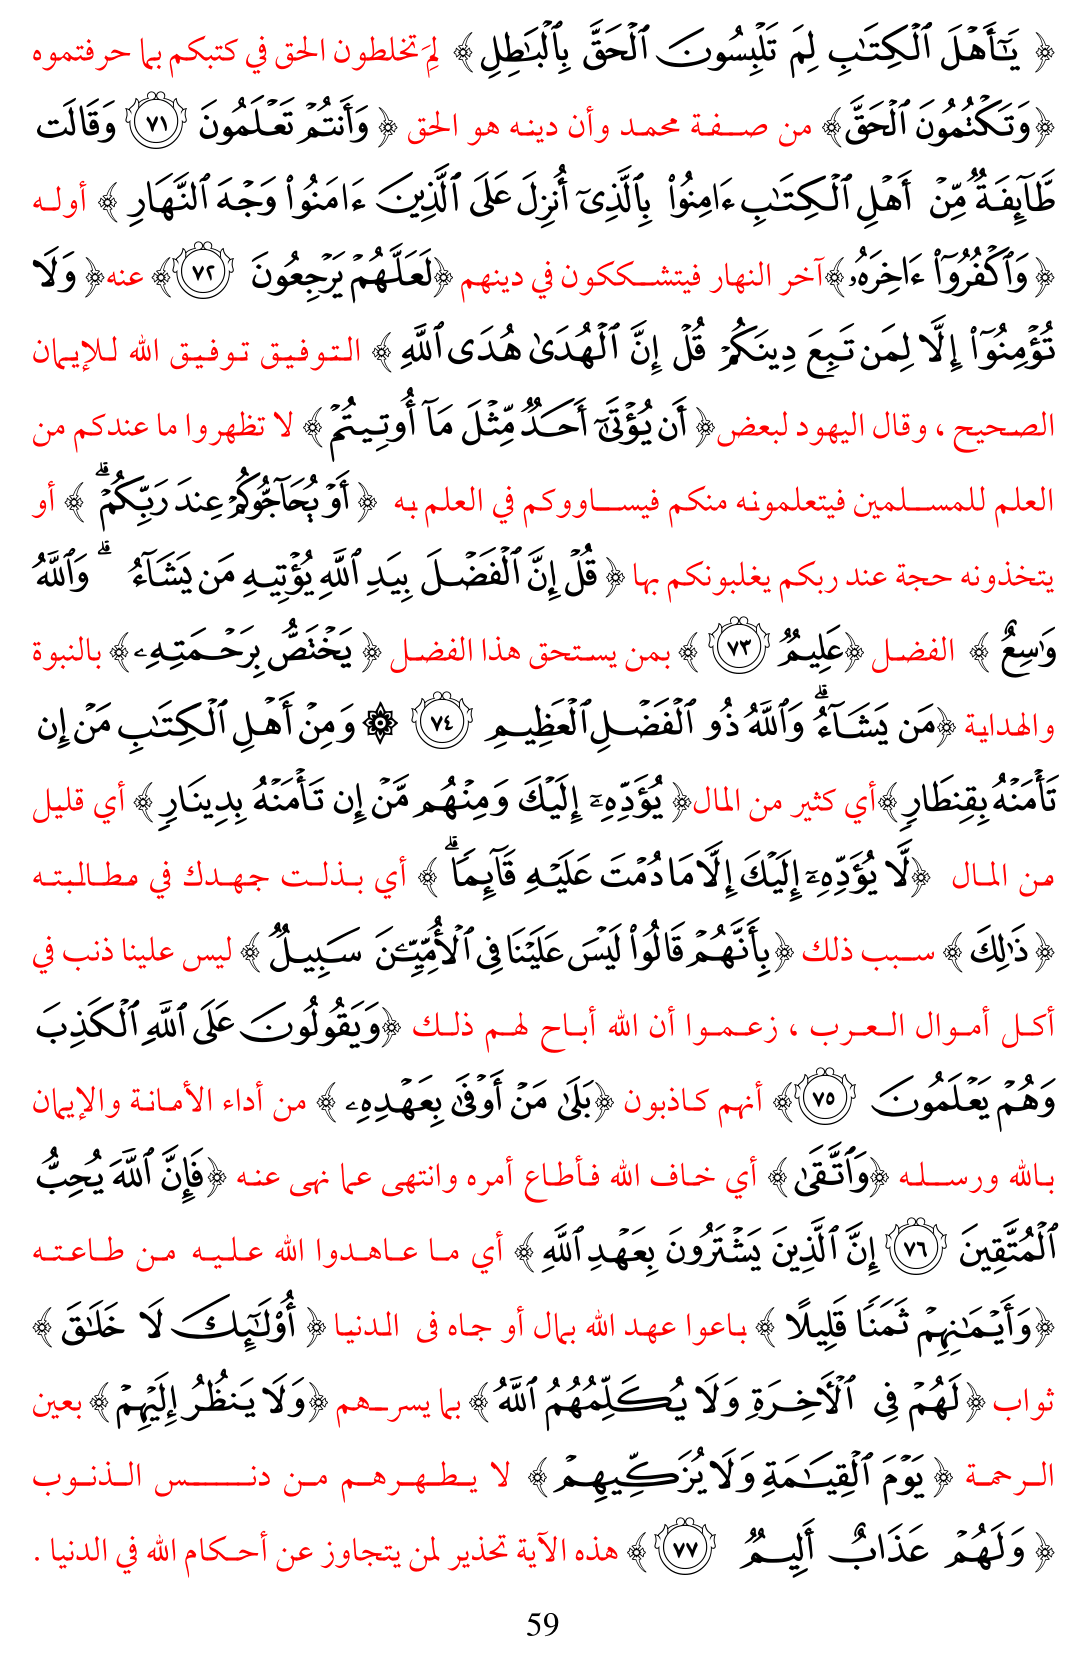 ﴿ يَٰٓأَهۡلَ ٱلۡكِتَٰبِ لِمَ تَلۡبِسُونَ ٱلۡحَقَّ بِٱلۡبَٰطِلِ ﴾ لِمَ تخلطون الحق في كتبكم بما حرفتموه
﴿وَتَكۡتُمُونَ ٱلۡحَقَّ﴾ من صفة محمد وأن دينه هو الحق ﴿ وَأَنتُمۡ تَعۡلَمُونَ ٧١ وَقَالَت
طَّآئِفَةٞ مِّنۡ أَهۡلِ ٱلۡكِتَٰبِ ءَامِنُواْ بِٱلَّذِيٓ أُنزِلَ عَلَى ٱلَّذِينَ ءَامَنُواْ وَجۡهَ ٱلنَّهَارِ ﴾ أوله
﴿ وَٱكۡفُرُوٓاْ ءَاخِرَهُۥ﴾آخر النهار فيتشككون في دينهم ﴿لَعَلَّهُمۡ يَرۡجِعُونَ ٧٢﴾ عنه﴿ وَلَا
تُؤۡمِنُوٓاْ إِلَّا لِمَن تَبِعَ دِينَكُمۡ قُلۡ إِنَّ ٱلۡهُدَىٰ هُدَى ٱللَّهِ ﴾ التوفيق توفيق الله للإيمان
الصحيح ، وقال اليهود لبعض﴿ أَن يُؤۡتَىٰٓ أَحَدٞ مِّثۡلَ مَآ أُوتِيتُمۡ﴾ لا تظهروا ما عندكم من
العلم للمسلمين فيتعلمونه منكم فيساووكم في العلم به ﴿ أَوۡ يُحَآجُّوكُمۡ عِندَ رَبِّكُمۡۗ ﴾ أو
يتخذونه حجة عند ربكم يغلبونكم بها ﴿ قُلۡ إِنَّ ٱلۡفَضۡلَ بِيَدِ ٱللَّهِ يُؤۡتِيهِ مَن يَشَآءُ ۗ وَٱللَّهُ
وَٰسِعٌ ﴾ الفضل ﴿عَلِيمٞ ٧٣ ﴾ بمن يستحق هذا الفضل ﴿ يَخۡتَصُّ بِرَحۡمَتِهِۦ﴾ بالنبوة
والهداية ﴿مَن يَشَآءُۗ وَٱللَّهُ ذُو ٱلۡفَضۡلِ ٱلۡعَظِيمِ ٧٤ ۞ وَمِنۡ أَهۡلِ ٱلۡكِتَٰبِ مَنۡ إِن
تَأۡمَنۡهُ بِقِنطَارٖ ﴾أي كثير من المال﴿ يُؤَدِّهِۦٓ إِلَيۡكَ وَمِنۡهُم مَّنۡ إِن تَأۡمَنۡهُ بِدِينَارٖ ﴾ أي قليل
من المال ﴿لَّا يُؤَدِّهِۦٓ إِلَيۡكَ إِلَّا مَا دُمۡتَ عَلَيۡهِ قَآئِمٗاۗ ﴾ أي بذلت جهدك في مطالبته
﴿ ذَٰلِكَ ﴾ سبب ذلك ﴿بِأَنَّهُمۡ قَالُواْ لَيۡسَ عَلَيۡنَا فِي ٱلۡأُمِّيِّـۧنَ سَبِيلٞ ﴾ ليس علينا ذنب في
أكل أموال العرب ، زعموا أن الله أباح لهم ذلك ﴿وَيَقُولُونَ عَلَى ٱللَّهِ ٱلۡكَذِبَ
وَهُمۡ يَعۡلَمُونَ ٧٥﴾ أنهم كاذبون ﴿بَلَىٰ مَنۡ أَوۡفَىٰ بِعَهۡدِهِۦ ﴾ من أداء الأمانة والإيمان
بالله ورسله ﴿وَٱتَّقَىٰ ﴾ أي خاف الله فأطاع أمره وانتهى عما نهى عنه ﴿فَإِنَّ ٱللَّهَ يُحِبُّ
ٱلۡمُتَّقِينَ ٧٦ إِنَّ ٱلَّذِينَ يَشۡتَرُونَ بِعَهۡدِ ٱللَّهِ ﴾ أي ما عاهدوا الله عليه من طاعته
﴿وَأَيۡمَٰنِهِمۡ ثَمَنٗا قَلِيلًا ﴾ باعوا عهد الله بمال أو جاه فى الدنيا ﴿ أُوْلَٰٓئِكَ لَا خَلَٰقَ ﴾
ثواب ﴿لَهُمۡ فِي ٱلۡأٓخِرَةِ وَلَا يُكَلِّمُهُمُ ٱللَّهُ ﴾ بما يسرهم ﴿وَلَا يَنظُرُ إِلَيۡهِمۡ ﴾ بعين
الرحمة ﴿ يَوۡمَ ٱلۡقِيَٰمَةِ وَلَا يُزَكِّيهِمۡ ﴾ لا يطهرهم من دنس الذنوب
﴿ وَلَهُمۡ عَذَابٌ أَلِيمٞ ٧٧ ﴾ هذه الآية تحذير لمن يتجاوز عن أحكام الله في الدنيا .
59